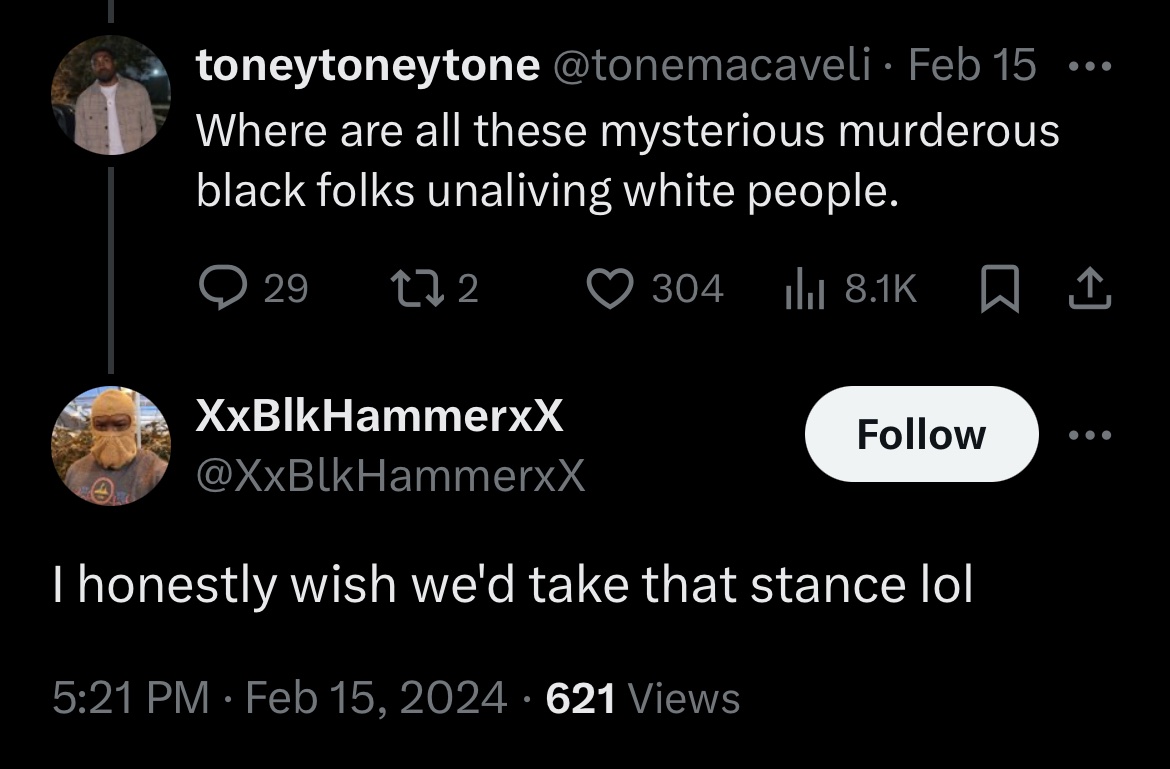 toneytoneytone @tonemacaveli · Feb 15
Where are all these mysterious murderous
black folks unaliving white people.
29 2 304 8.1K
XxBlkHammerxX
Follow
@XxBlkHammerxX
I honestly wish we'd take that stance lol
5:21 PM · Feb 15, 2024 · 621 Views